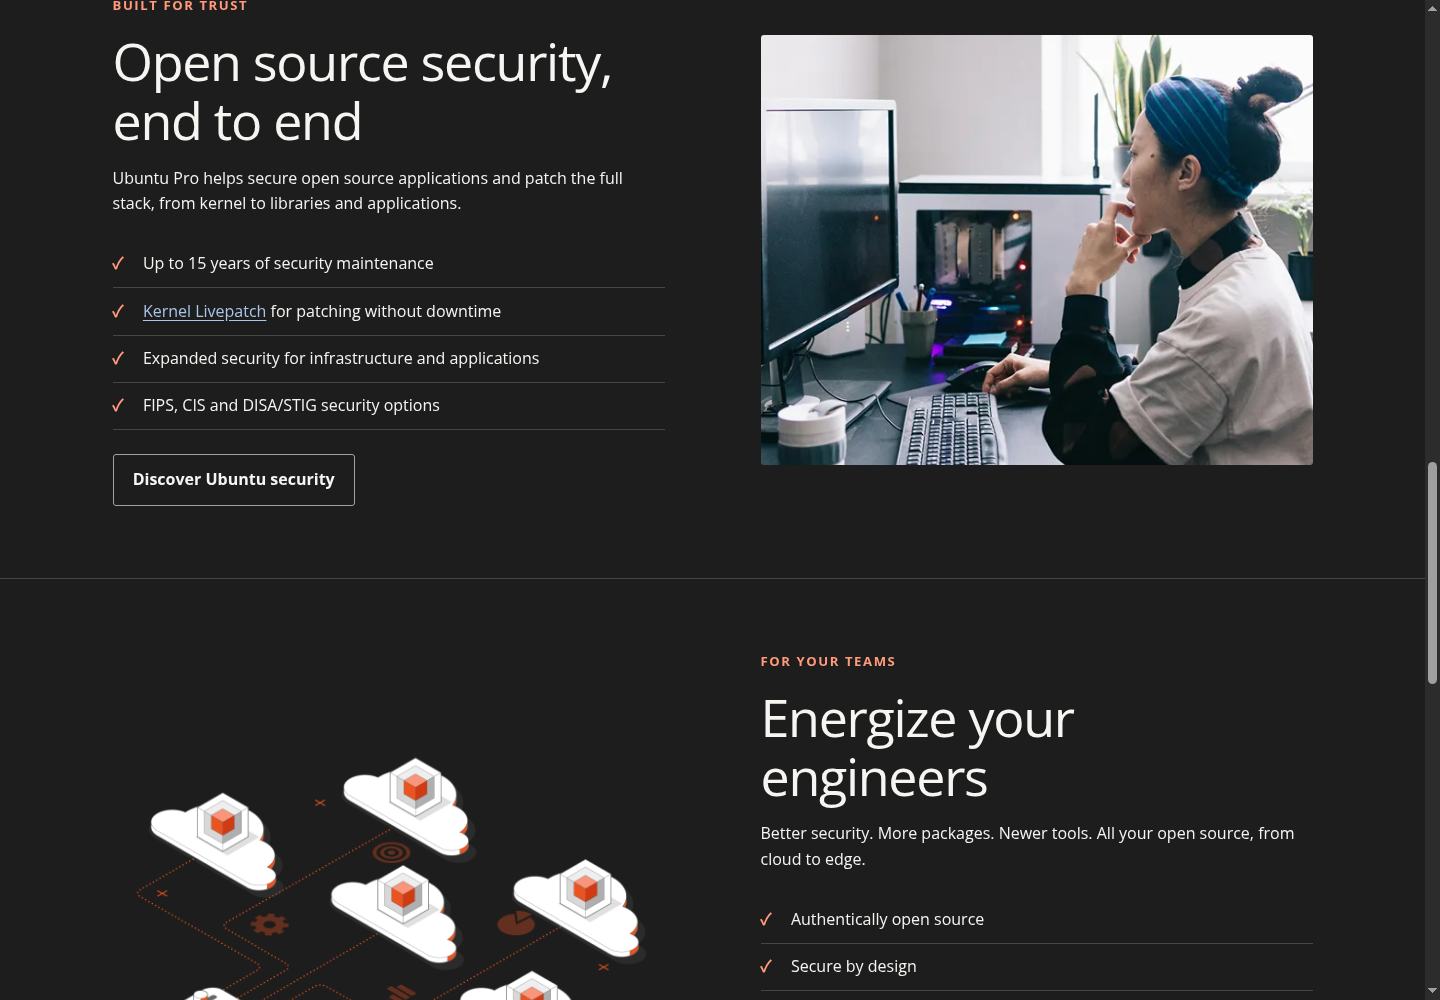 BUILT FOR TRUST
Open source security,
end to end
Ubuntu Pro helps secure open source applications and patch the full
stack, from kernel to libraries and applications.
✓ Up to 15 years of security maintenance
✓ Kernel Livepatch for patching without downtime
✓ Expanded security for infrastructure and applications
✓ FIPS, CIS and DISA/STIG security options
Discover Ubuntu security
FOR YOUR TEAMS
Energize your
engineers
Better security. More packages. Newer tools. All your open source, from
cloud to edge.
✓ Authentically open source
✓ Secure by design